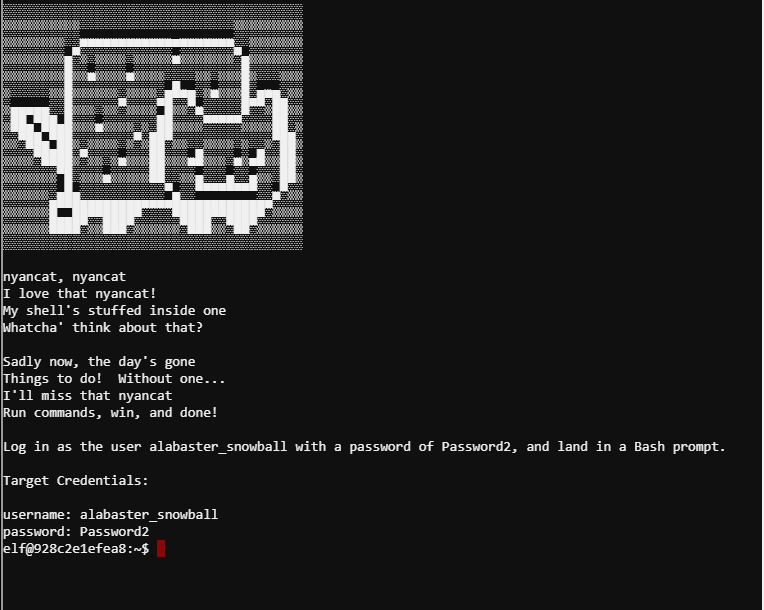 nyancat, nyancat
I love that nyancat!
My shell's stuffed inside one
Whatcha' think about that?
Sadly now, the day's gone
Things to do!  Without one...
I'll miss that nyancat
Run commands, win, and done!
Log in as the user alabaster_snowball with a password of Password2, and land in a Bash prompt.
Target Credentials:
username: alabaster_snowball
password: Password2
elf@928c2e1efea8:~$